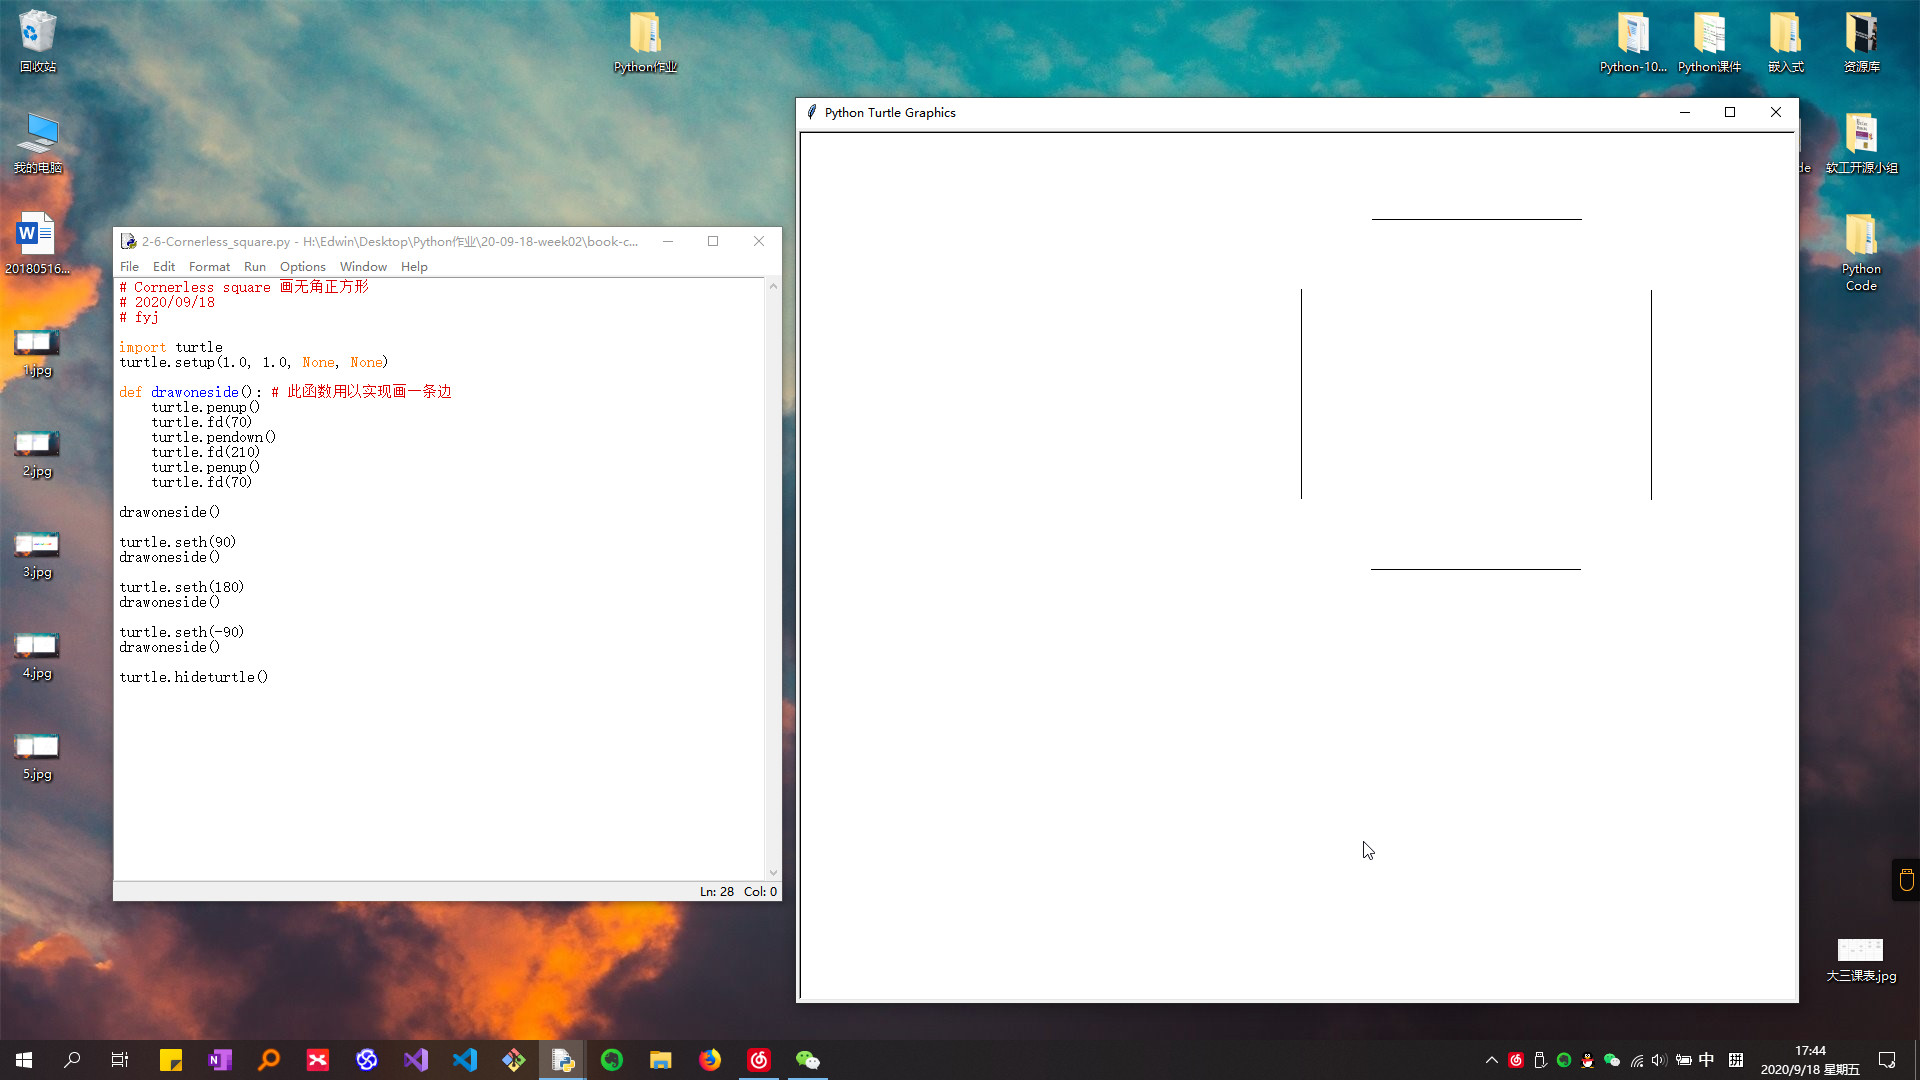 回收站
我的电脑
20180516...
1.jpg
2.jpg
3.jpg
4.jpg
5.jpg
Python作业
Python-10...
Python课件
嵌入式
资源库
de
软工开源小组
Python
Code
大三课表.jpg
2-6-Cornerless_square.py - H:\Edwin\Desktop\Python作业\20-09-18-week02\book-c...
File Edit Format Run Options Window Help
# Cornerless square 画无角正方形
# 2020/09/18
# fyj
import turtle
turtle.setup(1.0, 1.0, None, None)
def drawoneside(): # 此函数用以实现画一条边
turtle.penup()
turtle.fd(70)
turtle.pendown()
turtle.fd(210)
turtle.penup()
turtle.fd(70)
drawoneside()
turtle.seth(90)
drawoneside()
turtle.seth(180)
drawoneside()
turtle.seth(-90)
drawoneside()
turtle.hideturtle()
Ln: 28 Col: 0
Python Turtle Graphics
中
拼
17:44
2020/9/18 星期五